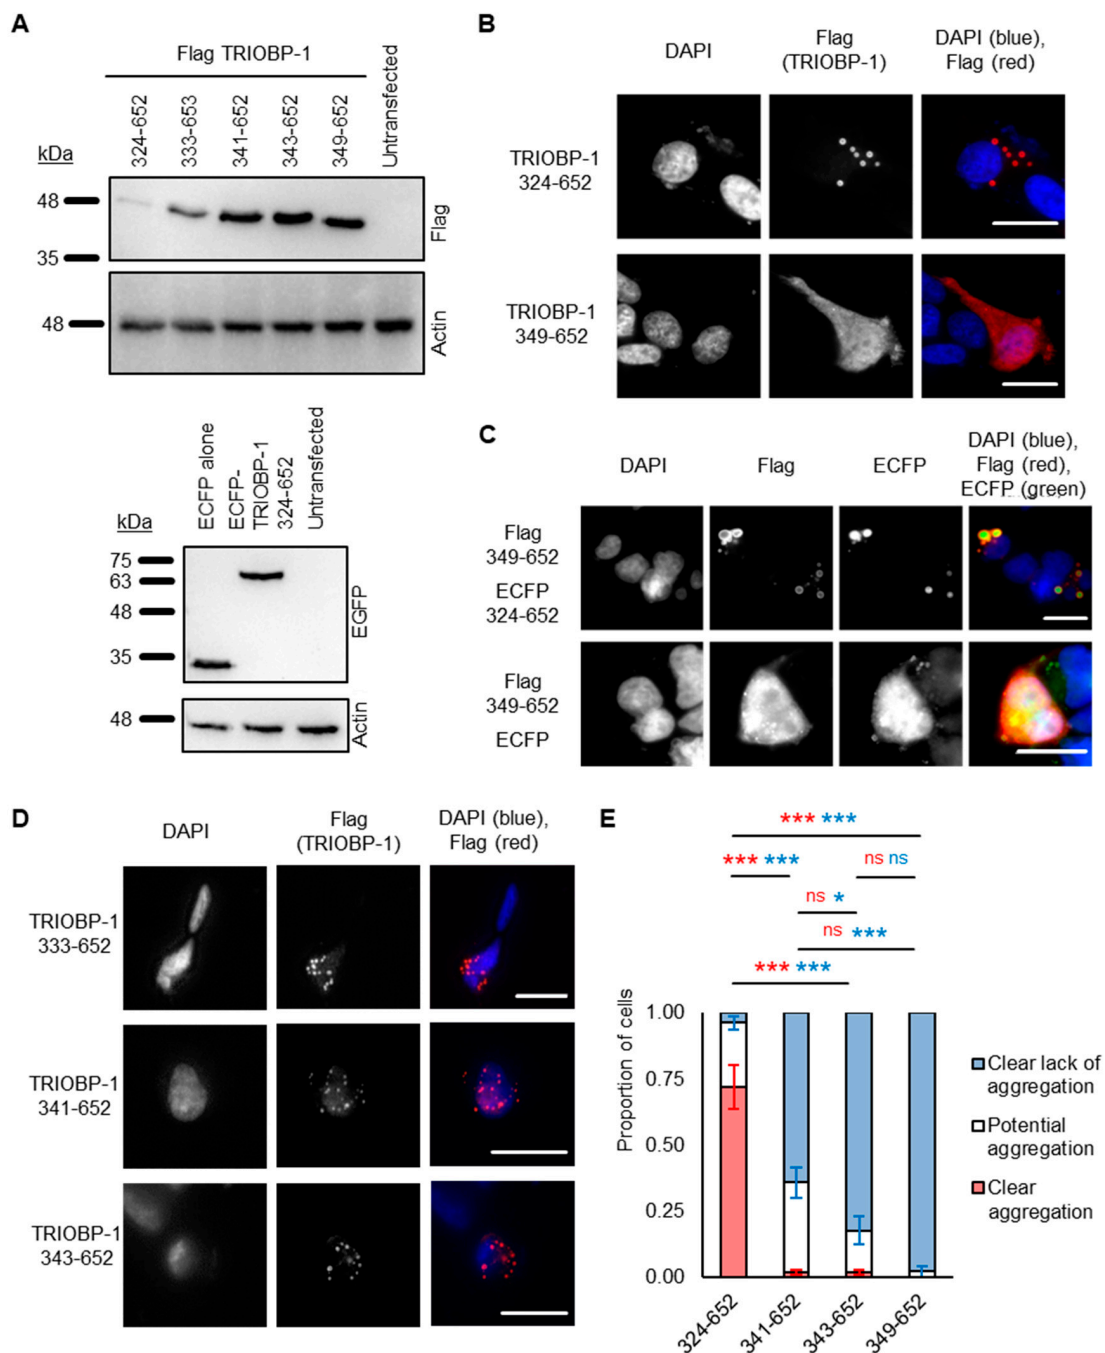 A
Flag TRIOBP-1
324-652
333-653
341-652
343-652
349-652
Untransfected
kDa
48
35
Flag
48
Actin
ECFP alone
ECFP-
TRIOBP-1
324-652
Untransfected
kDa
75
63
48
35
EGFP
48
Actin
B
DAPI
Flag
(TRIOBP-1)
DAPI (blue),
Flag (red)
TRIOBP-1
324-652
TRIOBP-1
349-652
C
DAPI
Flag
ECFP
DAPI (blue),
Flag (red),
ECFP (green)
Flag
349-652
ECFP
324-652
Flag
349-652
ECFP
D
DAPI
Flag
(TRIOBP-1)
DAPI (blue),
Flag (red)
TRIOBP-1
333-652
TRIOBP-1
341-652
TRIOBP-1
343-652
E
*** ***
*** ***
ns ns
ns *
ns ***
*** ***
Proportion of cells
1.00
0.75
0.50
0.25
0.00
324-652
341-652
343-652
349-652
Clear lack of
aggregation
Potential
aggregation
Clear
aggregation